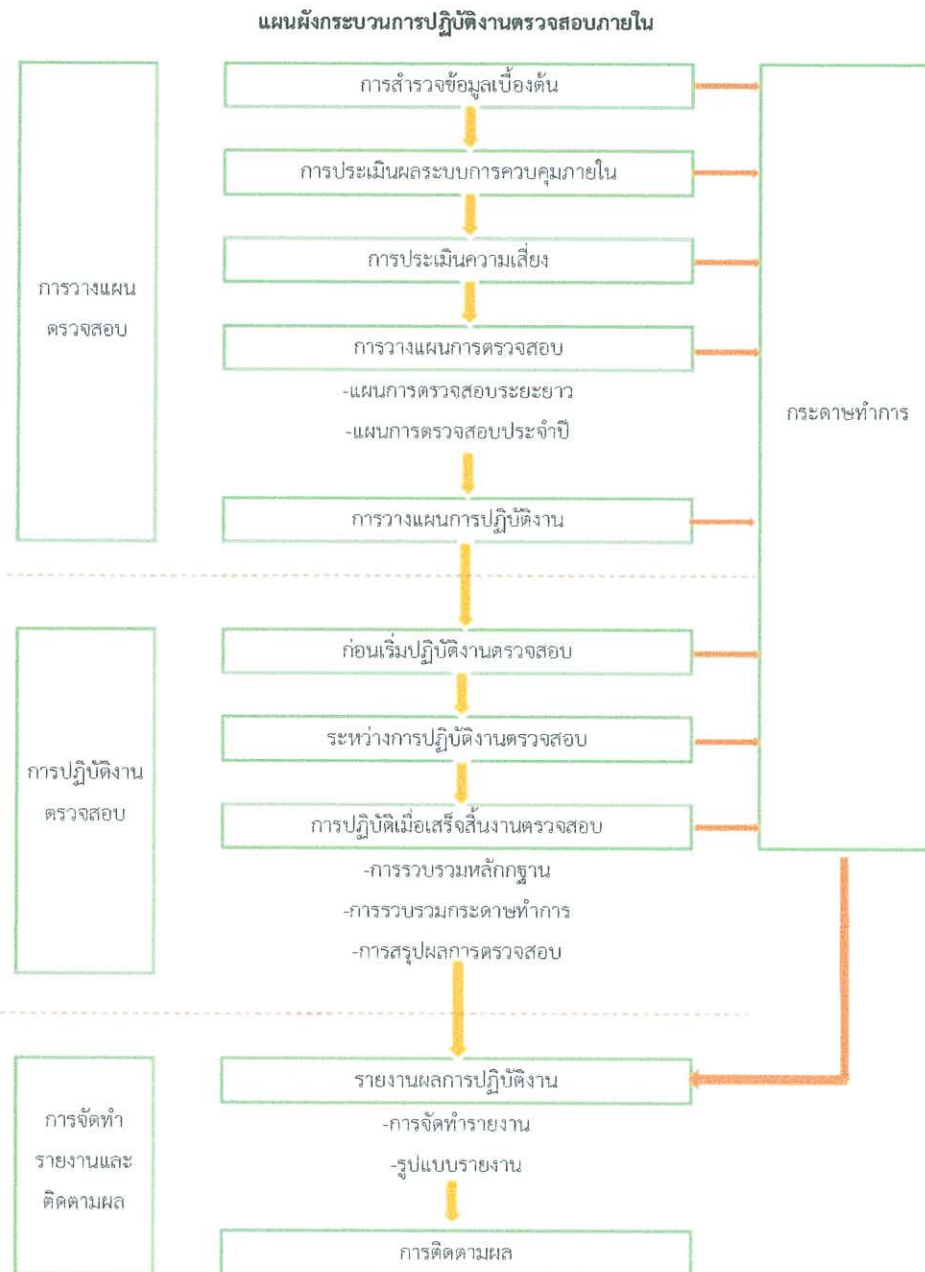 แผนผังกระบวนการปฏิบัติงานตรวจสอบภายใน
การวางแผน
ตรวจสอบ
การสำรวจข้อมูลเบื้องต้น
การประเมินผลระบบการควบคุมภายใน
การประเมินความเสี่ยง
การวางแผนการตรวจสอบ
-แผนการตรวจสอบระยะยาว
-แผนการตรวจสอบประจำปี
การวางแผนการปฏิบัติงาน
กระดาษทำการ
การปฏิบัติงาน
ตรวจสอบ
ก่อนเริ่มปฏิบัติงานตรวจสอบ
ระหว่างการปฏิบัติงานตรวจสอบ
การปฏิบัติเมื่อเสร็จสิ้นงานตรวจสอบ
-การรวบรวมหลักกฐาน
-การรวบรวมกระดาษทำการ
-การสรุปผลการตรวจสอบ
การจัดทำ
รายงานและ
ติดตามผล
รายงานผลการปฏิบัติงาน
-การจัดทำรายงาน
-รูปแบบรายงาน
การติดตามผล